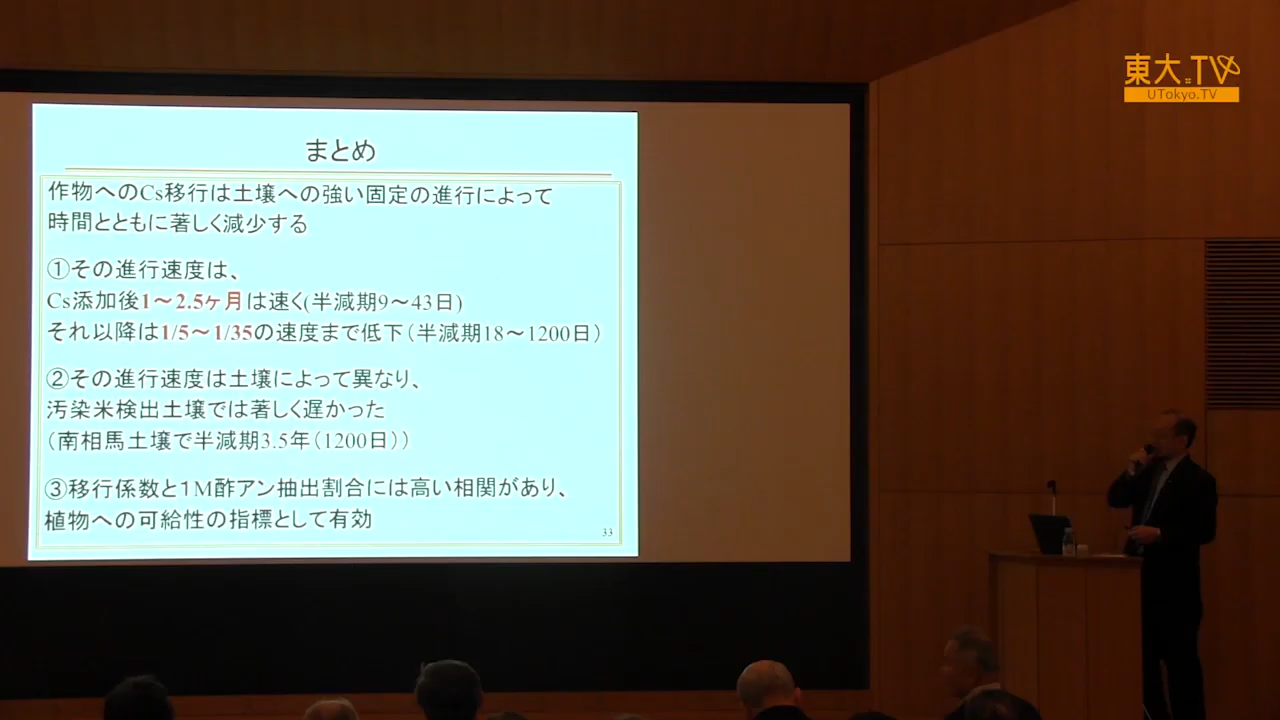 まとめ
作物へのCs移行は土壌への強い固定の進行によって
時間とともに著しく減少する
①その進行速度は、
Cs添加後1～2.5ヶ月は速く(半減期9～43日)
それ以降は1/5～1/35の速度まで低下（半減期18～1200日）
②その進行速度は土壌によって異なり、
汚染米検出土壌では著しく遅かった
（南相馬土壌で半減期3.5年（1200日））
③移行係数と1M酢アン抽出割合には高い相関があり、
植物への可給性の指標として有効
33
東大.TV
UTokyo.TV